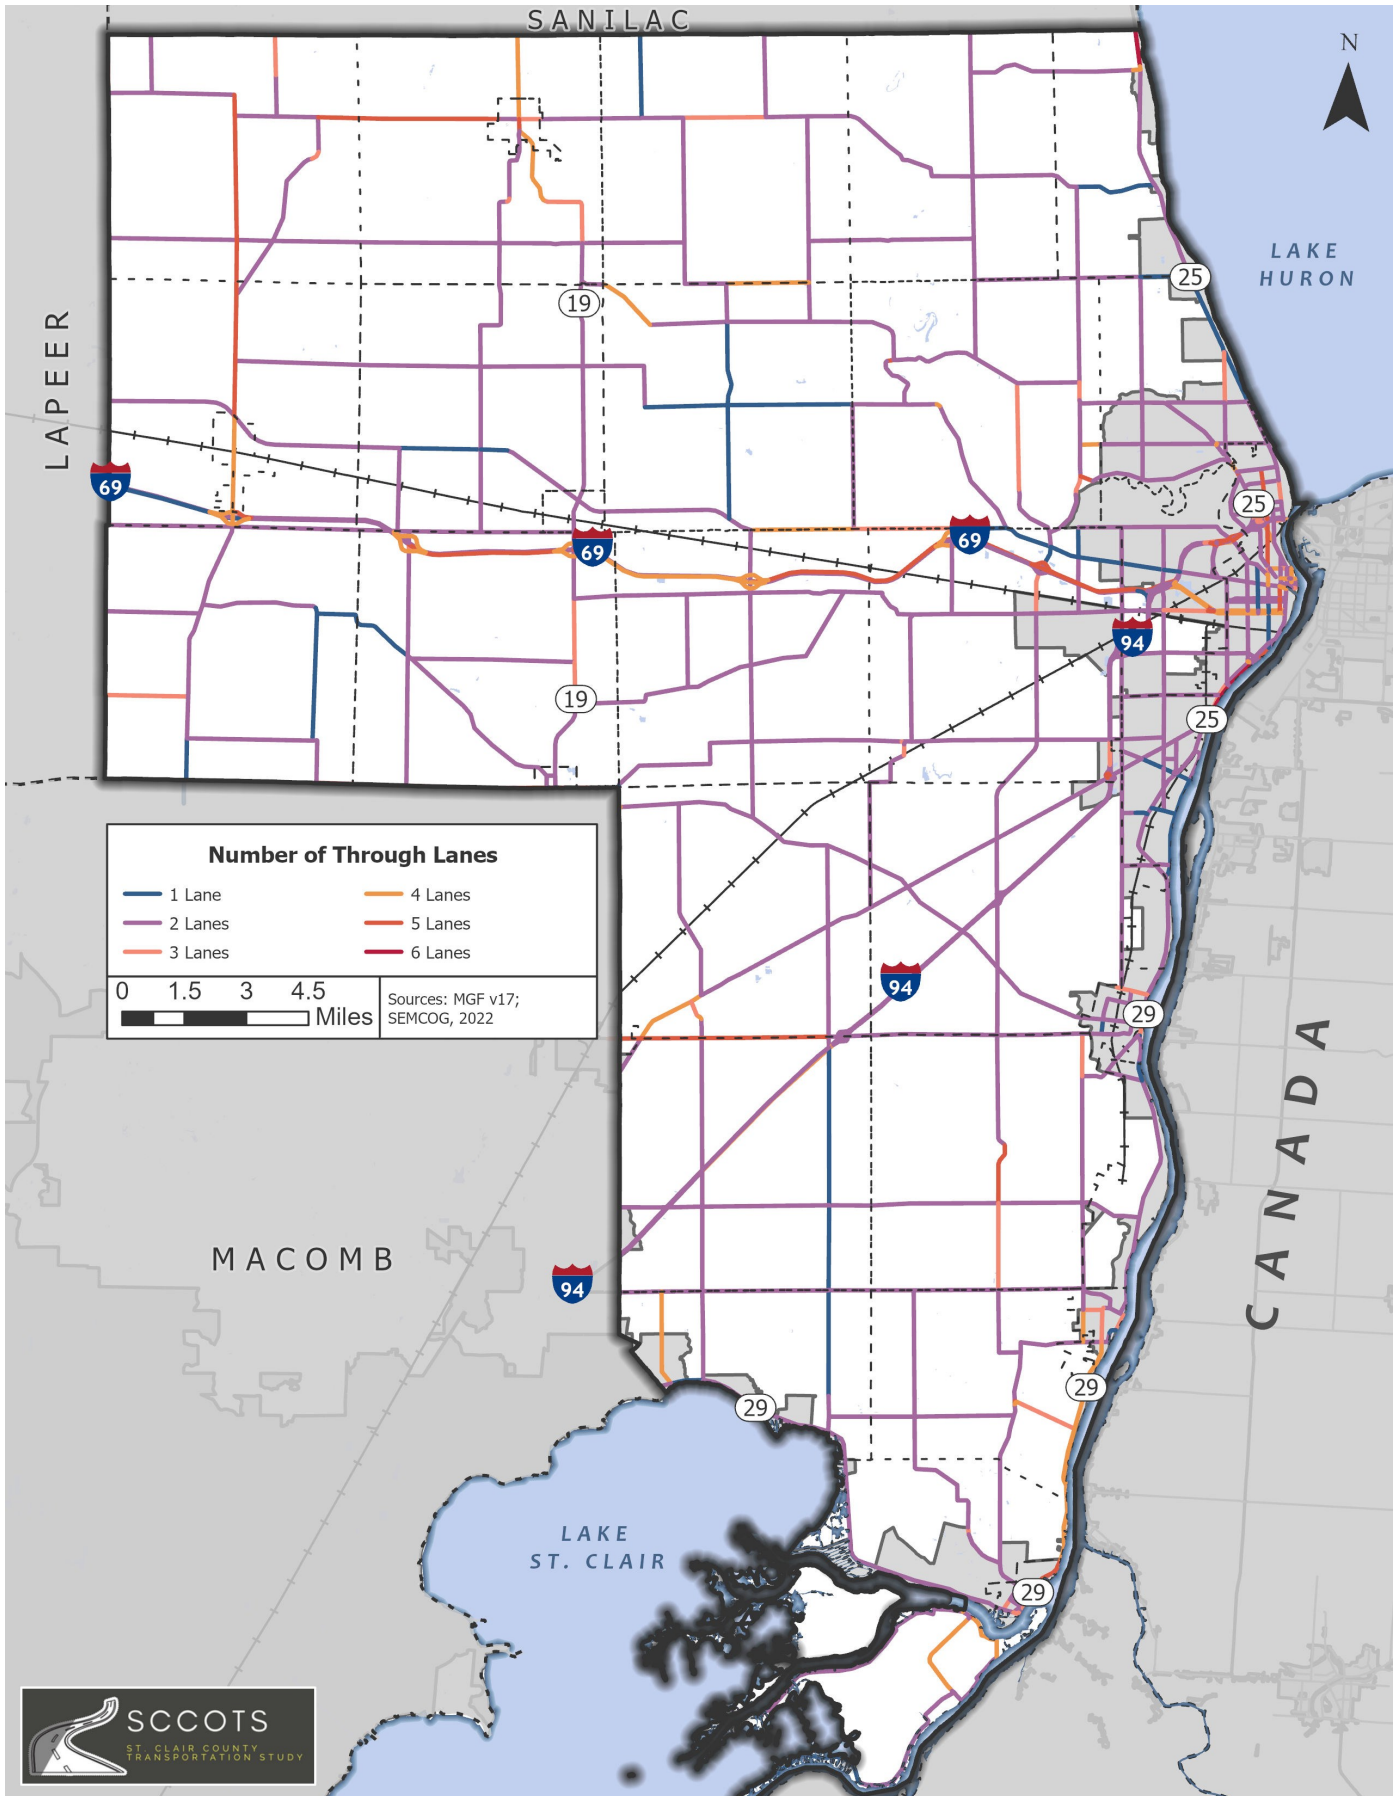 SANILAC
N
LAKE
HURON
25
19
LAPEER
69
25
69
69
94
19
25
Number of Through Lanes
1 Lane
4 Lanes
2 Lanes
5 Lanes
3 Lanes
6 Lanes
0 1.5 3 4.5
Miles
Sources: MGF v17;
SEMCOG, 2022
94
29
CANADA
MACOMB
94
29
29
LAKE
ST. CLAIR
29
SCCOTS
ST. CLAIR COUNTY
TRANSPORTATION STUDY